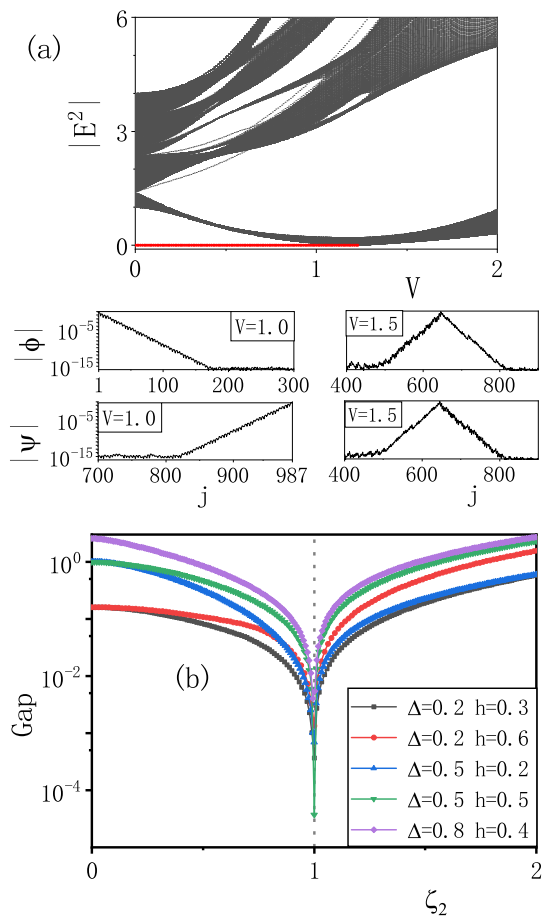 (a)
|E²|
6
3
0
0 1 2
V
|ϕ|
10⁻⁵
10⁻¹⁵
V=1.0
1 100 200 300
V=1.5
400 600 800
|ψ|
10⁻⁵
10⁻¹⁵
V=1.0
700 800 900 987
j
V=1.5
400 600 800
j
Gap
10⁰
10⁻²
10⁻⁴
(b)
Δ=0.2 h=0.3
Δ=0.2 h=0.6
Δ=0.5 h=0.2
Δ=0.5 h=0.5
Δ=0.8 h=0.4
0 1 2
ζ₂